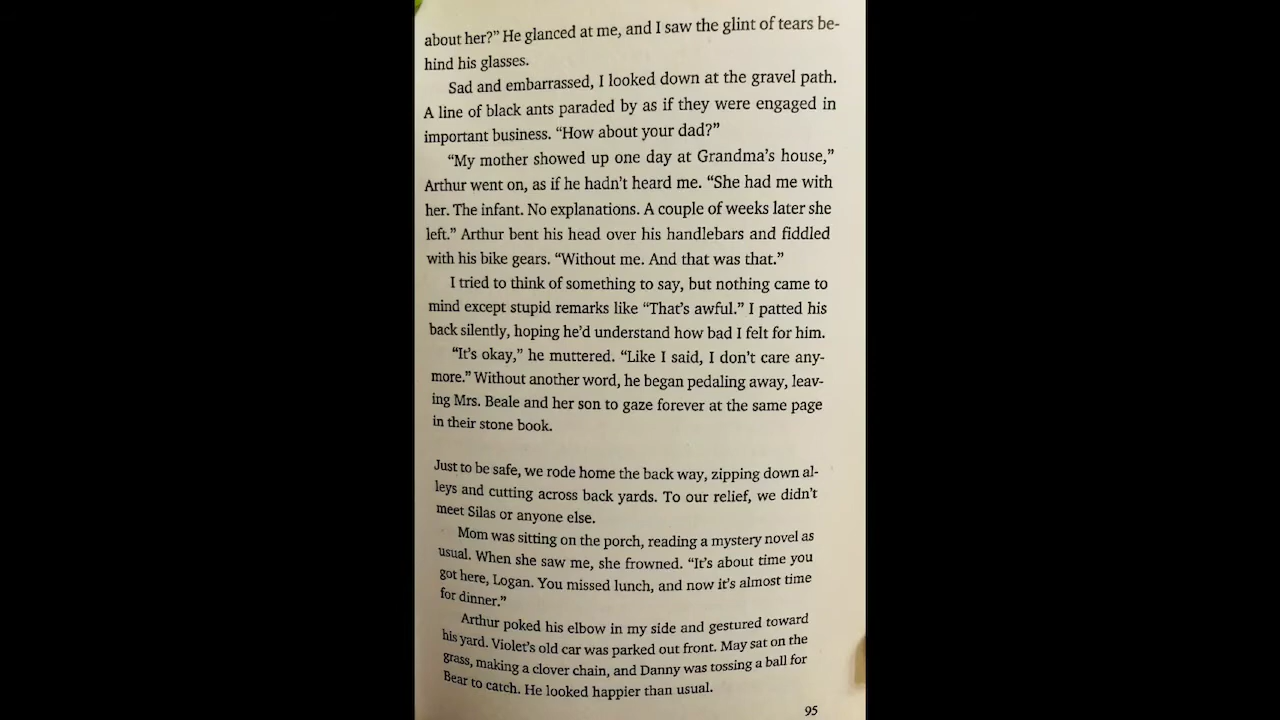 about her?” He glanced at me, and I saw the glint of tears be-
hind his glasses.
Sad and embarrassed, I looked down at the gravel path.
A line of black ants paraded by as if they were engaged in
important business. “How about your dad?”
“My mother showed up one day at Grandma’s house,”
Arthur went on, as if he hadn’t heard me. “She had me with
her. The infant. No explanations. A couple of weeks later she
left.” Arthur bent his head over his handlebars and fiddled
with his bike gears. “Without me. And that was that.”
I tried to think of something to say, but nothing came to
mind except stupid remarks like “That’s awful.” I patted his
back silently, hoping he’d understand how bad I felt for him.
“It’s okay,” he muttered. “Like I said, I don’t care any-
more.” Without another word, he began pedaling away, leav-
ing Mrs. Beale and her son to gaze forever at the same page
in their stone book.
Just to be safe, we rode home the back way, zipping down al-
leys and cutting across back yards. To our relief, we didn’t
meet Silas or anyone else.
Mom was sitting on the porch, reading a mystery novel as
usual. When she saw me, she frowned. “It’s about time you
got here, Logan. You missed lunch, and now it’s almost time
for dinner.”
Arthur poked his elbow in my side and gestured toward
his yard. Violet’s old car was parked out front. May sat on the
grass, making a clover chain, and Danny was tossing a ball for
Bear to catch. He looked happier than usual.
95